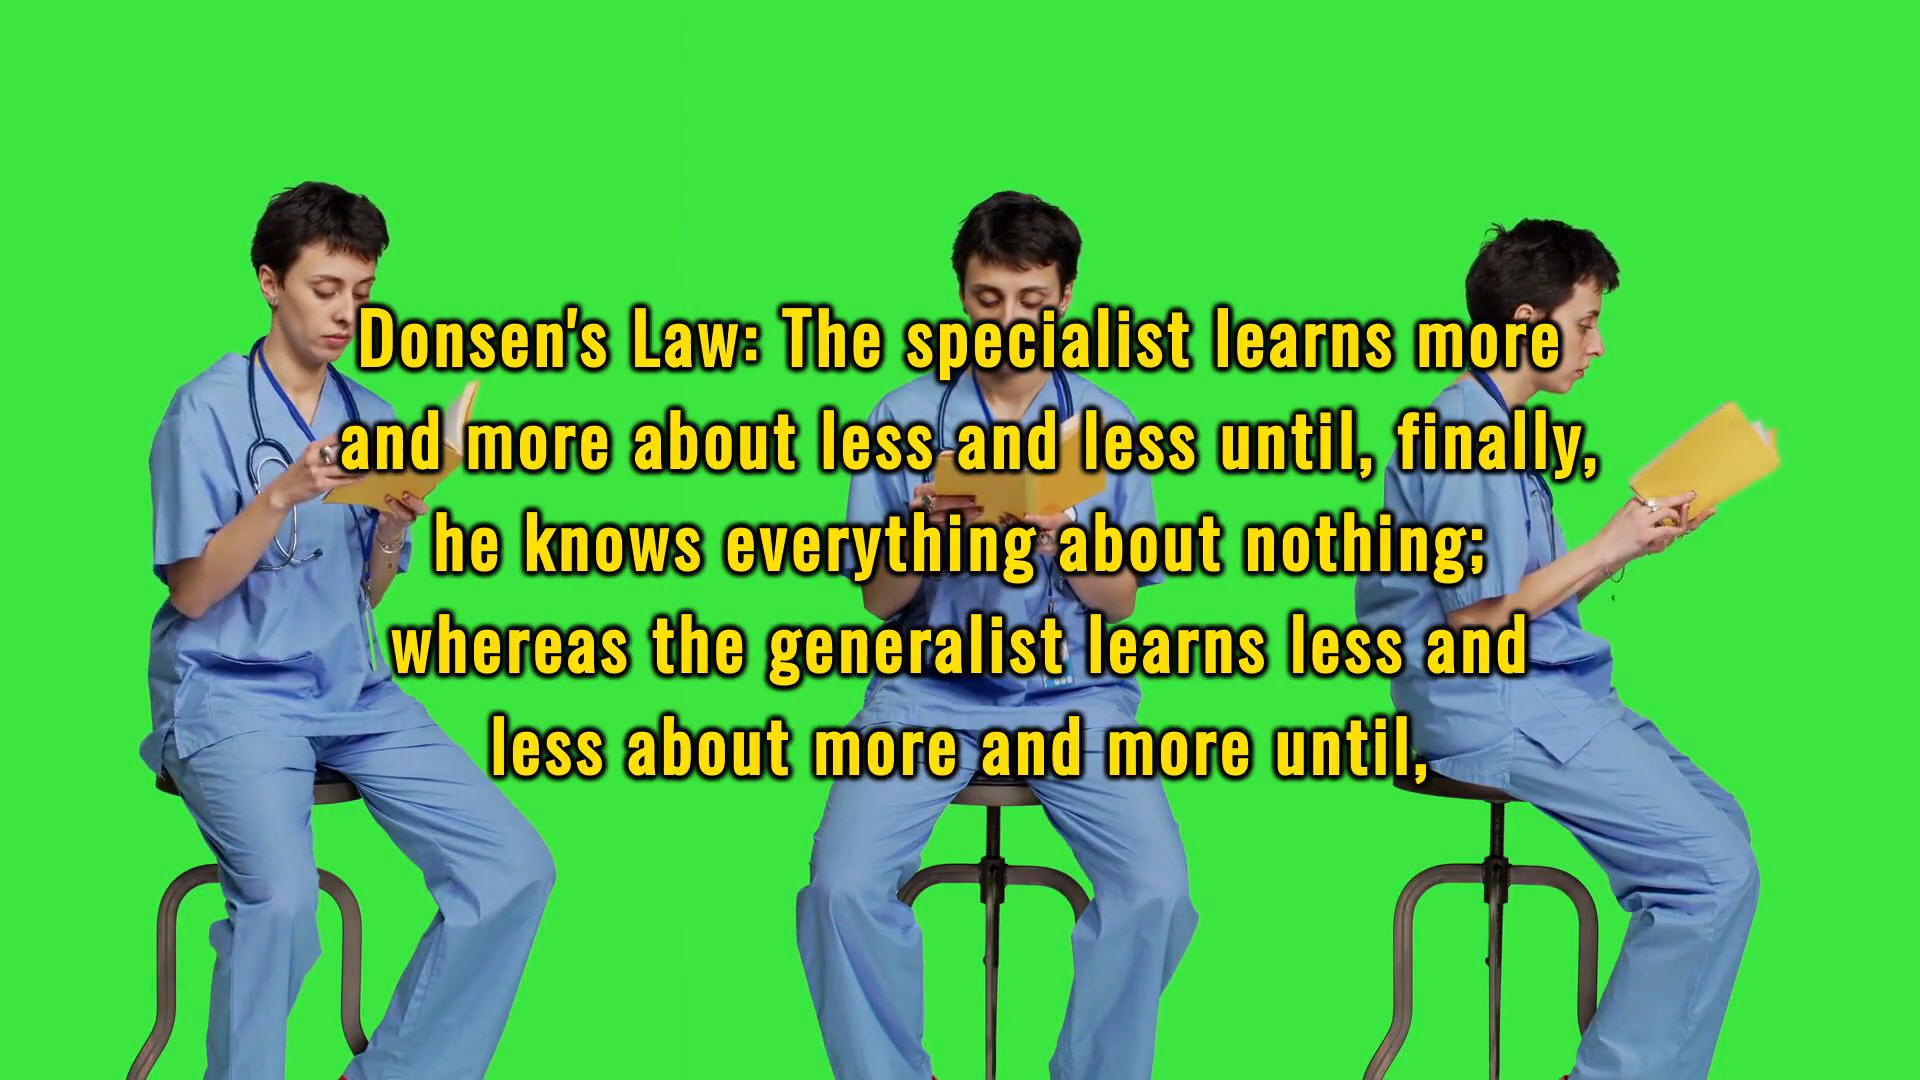 Donsen's Law: The specialist learns more
and more about less and less until, finally,
he knows everything about nothing;
whereas the generalist learns less and
less about more and more until,